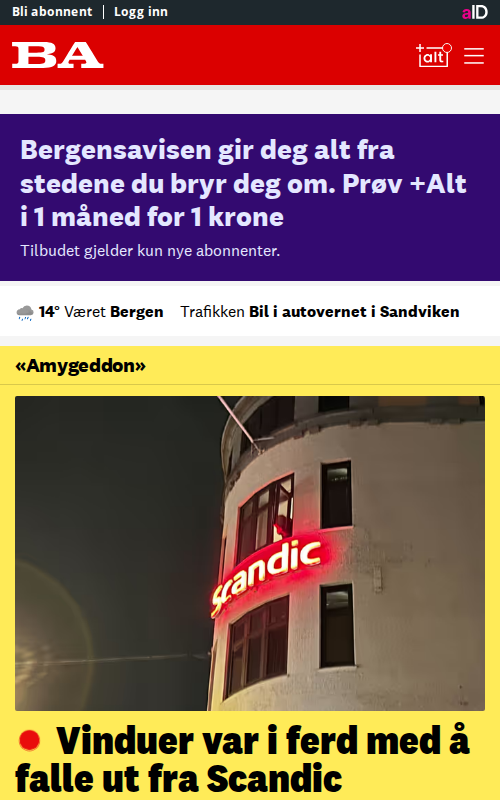 Bli abonnent | Logg inn
aID
BA
+alt
Bergensavisen gir deg alt fra
stedene du bryr deg om. Prøv +Alt
i 1 måned for 1 krone
Tilbudet gjelder kun nye abonnenter.
14° Været Bergen Trafikken Bil i autovernet i Sandviken
«Amygeddon»
Scandic
Vinduer var i ferd med å
falle ut fra Scandic